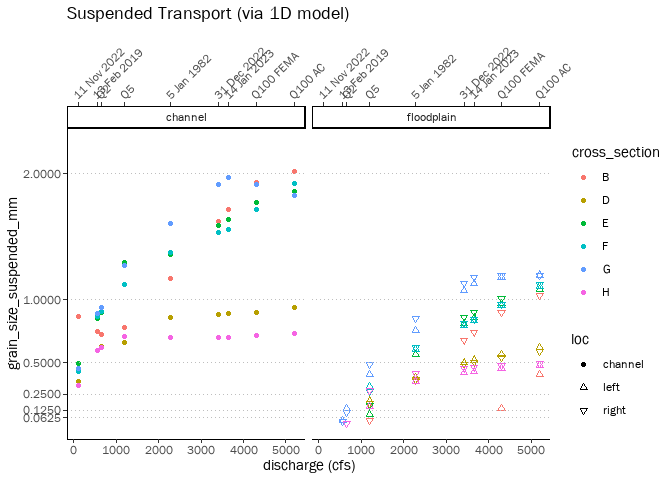 Suspended Transport (via 1D model)
11 Nov 2022
13 Feb 2019
Q2
Q5
5 Jan 1982
31 Dec 2022
14 Jan 2023
Q100 FEMA
Q100 AC
11 Nov 2022
13 Feb 2019
Q2
Q5
5 Jan 1982
31 Dec 2022
14 Jan 2023
Q100 FEMA
Q100 AC
channel
floodplain
grain_size_suspended_mm
2.0000
1.0000
0.5000
0.2500
0.1250
0.0625
0 1000 2000 3000 4000 5000
0 1000 2000 3000 4000 5000
discharge (cfs)
cross_section
B
D
E
F
G
H
loc
channel
left
right